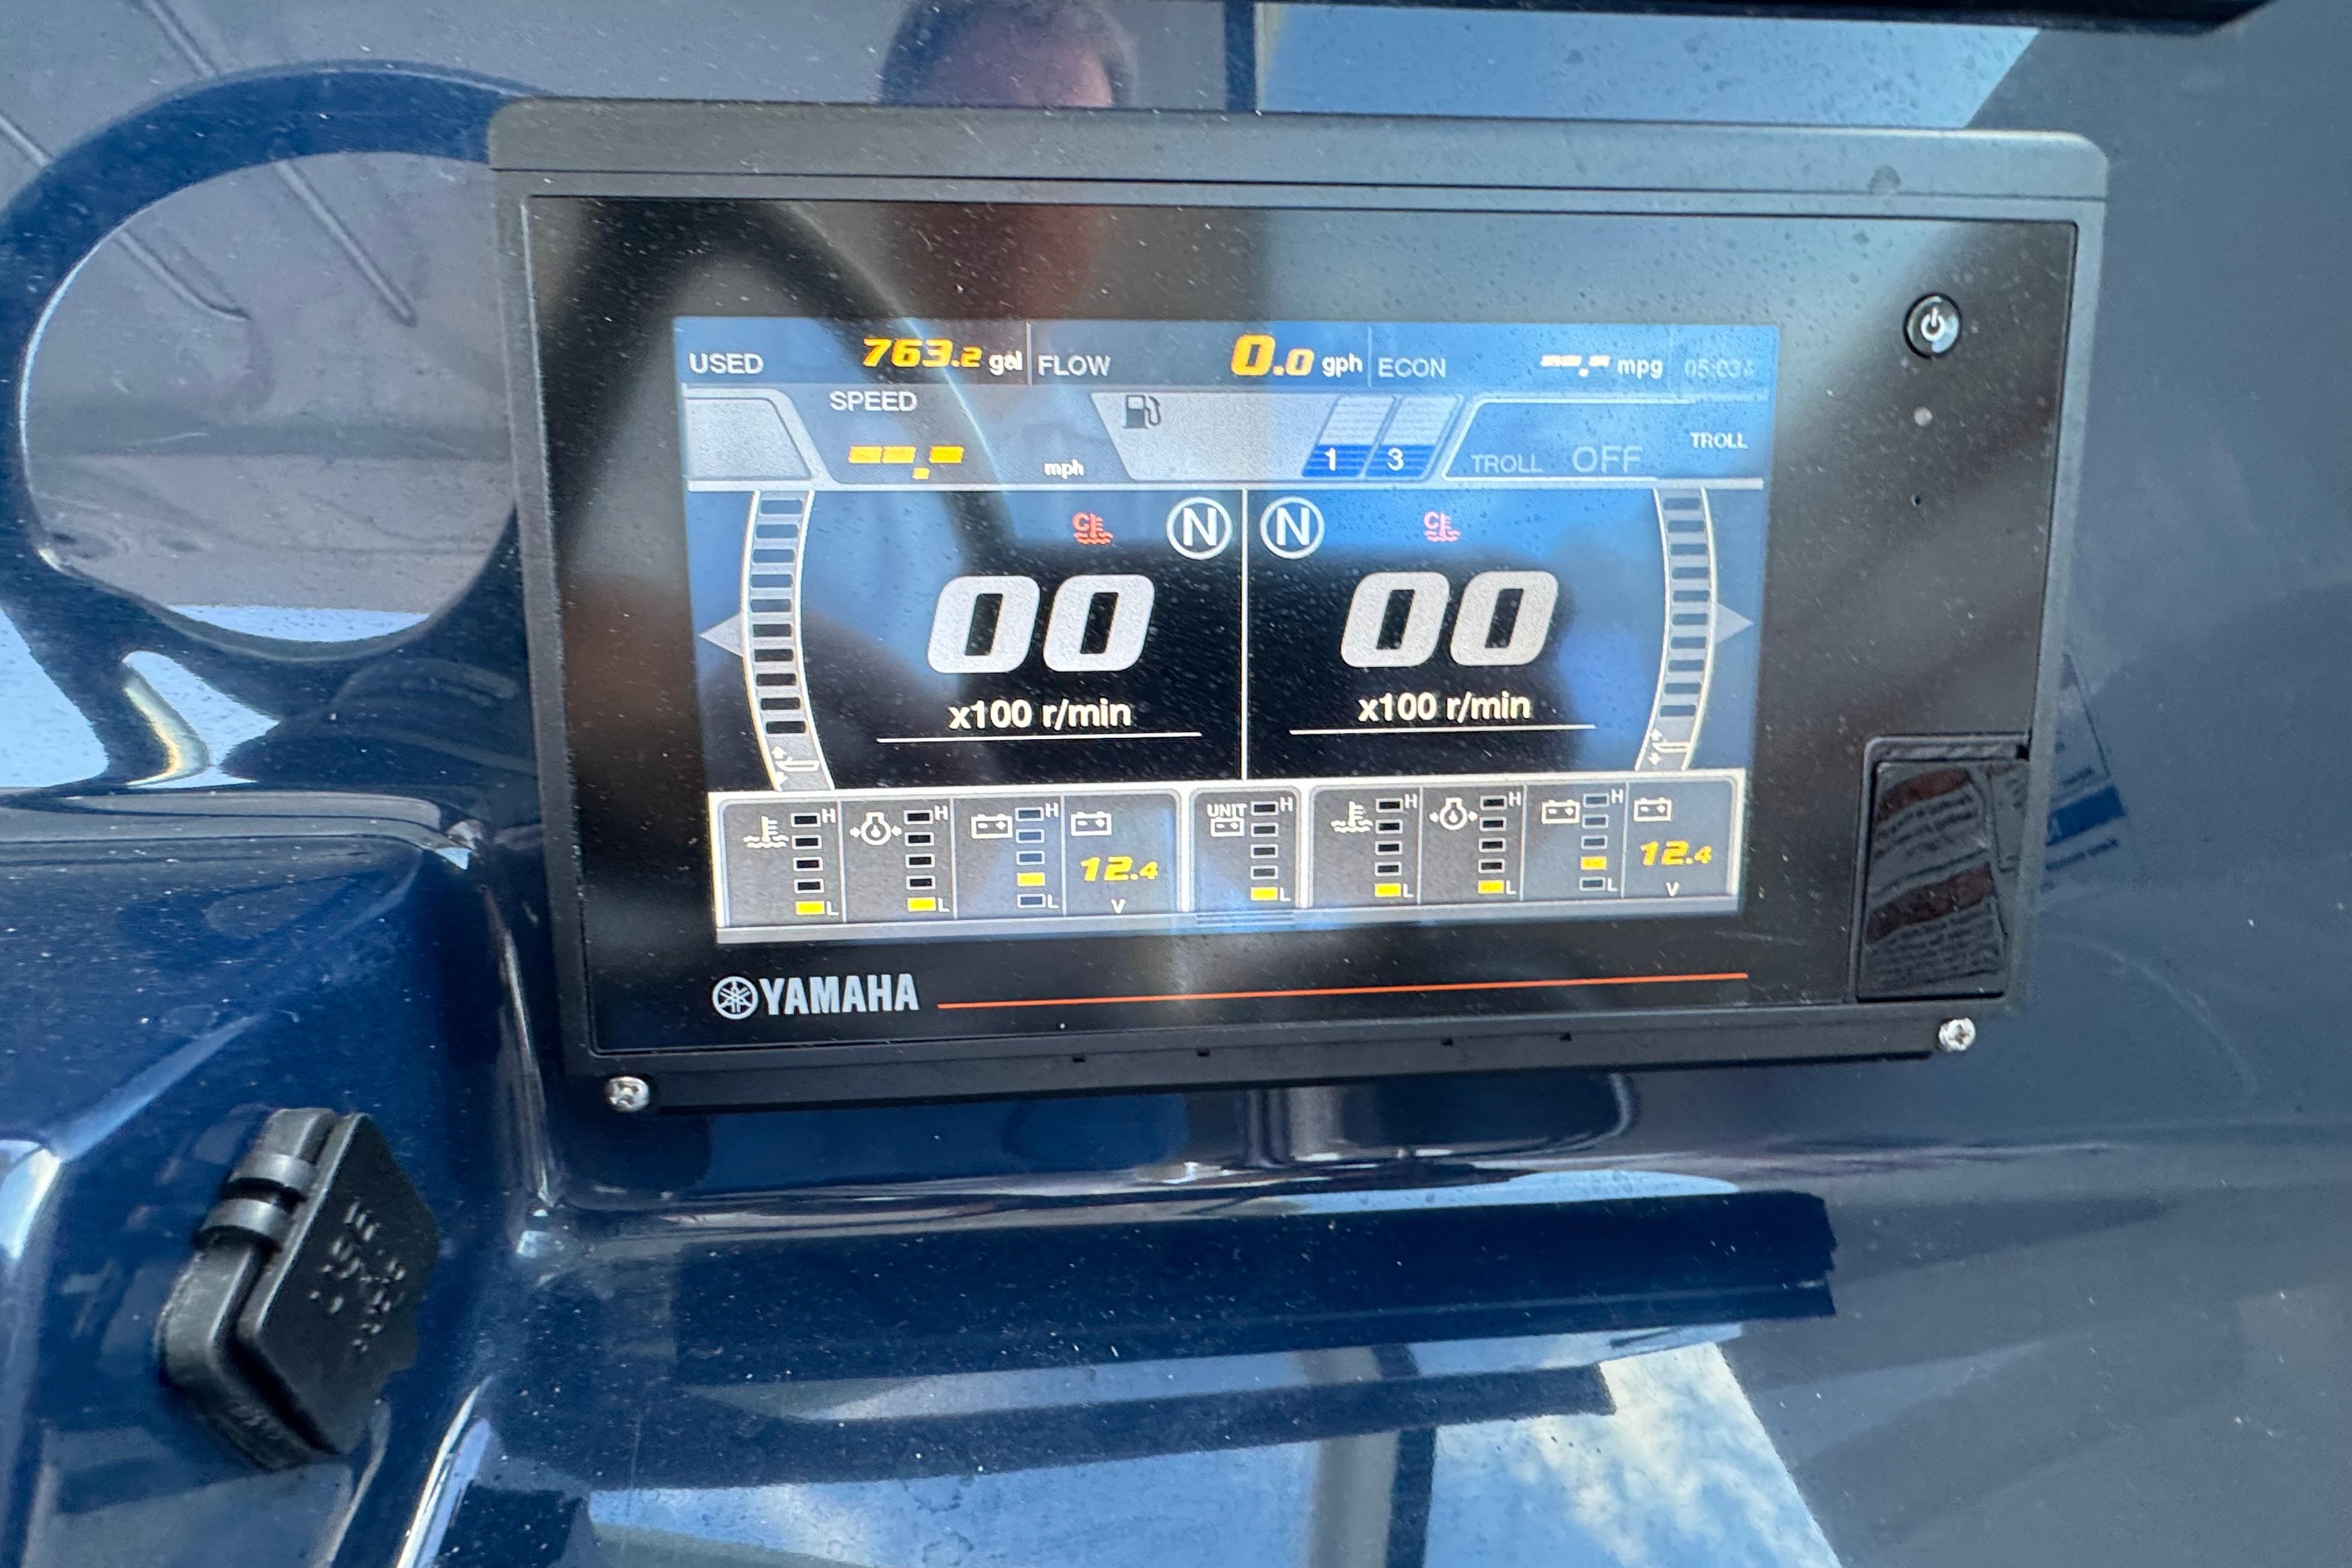 USED 763.2 gal FLOW 0.0 gph ECON --.- mpg
SPEED
---.- mph
1 3
TROLL OFF TROLL
C N N C
00 00
x100 r/min x100 r/min
H H H UNIT H H H H
12.4 12.4
L L L V L L L L V
YAMAHA